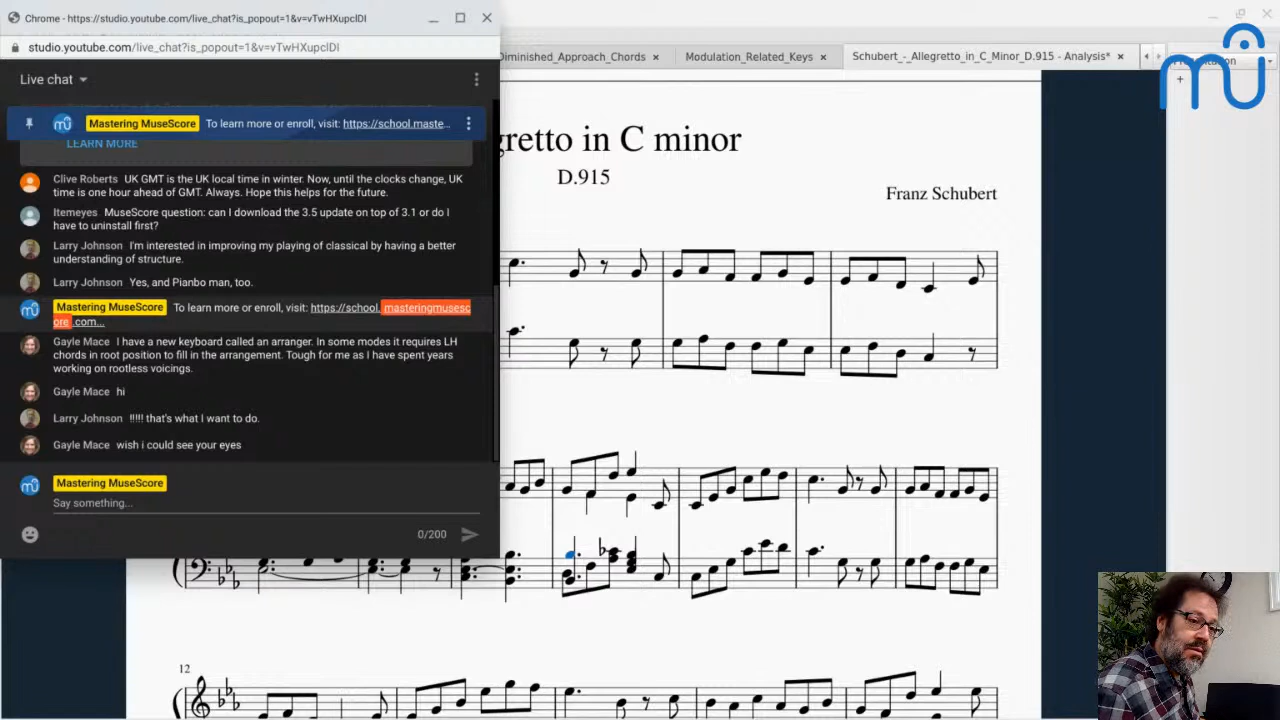 Chrome - https://studio.youtube.com/live_chat?is_popout=1&v=vTwHXupclDI
studio.youtube.com/live_chat?is_popout=1&v=vTwHXupclDI
Diminished_Approach_Chords
Modulation_Related_Keys
Schubert_-_Allegretto_in_C_Minor_D.915 - Analysis*
Live chat
Mastering MuseScore To learn more or enroll, visit: https://school.maste...
LEARN MORE
Clive Roberts UK GMT is the UK local time in winter. Now, until the clocks change, UK
time is one hour ahead of GMT. Always. Hope this helps for the future.
Itemeyes MuseScore question: can I download the 3.5 update on top of 3.1 or do I
have to uninstall first?
Larry Johnson I'm interested in improving my playing of classical by having a better
understanding of structure.
Larry Johnson Yes, and Pianbo man, too.
Mastering MuseScore To learn more or enroll, visit: https://school.masteringmusesc
ore.com...
Gayle Mace I have a new keyboard called an arranger. In some modes it requires LH
chords in root position to fill in the arrangement. Tough for me as I have spent years
working on rootless voicings.
Gayle Mace hi
Larry Johnson !!!!! that's what I want to do.
Gayle Mace wish i could see your eyes
Mastering MuseScore
Say something...
0/200
gretto in C minor
D.915
Franz Schubert
12